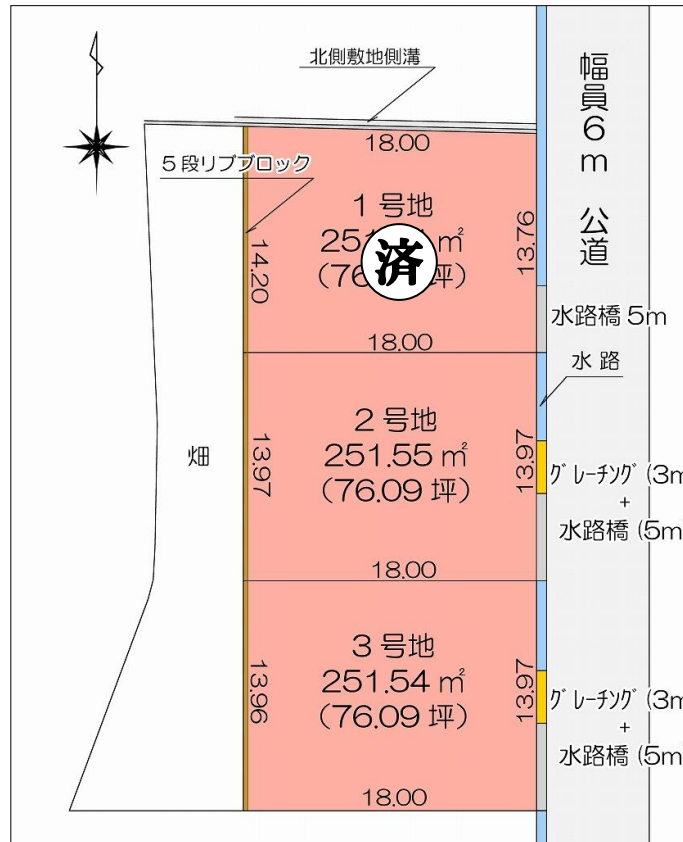 北側敷地側溝
幅員6m 公道
5段リブブロック
18.00
1号地
済
14.20
13.76
18.00
水路橋5m
水路
畑
2号地
251.55㎡
(76.09坪)
13.97
13.97
グレーチング(3m
+
水路橋(5m
18.00
3号地
251.54㎡
(76.09坪)
13.96
13.97
グレーチング(3m
+
水路橋(5m
18.00